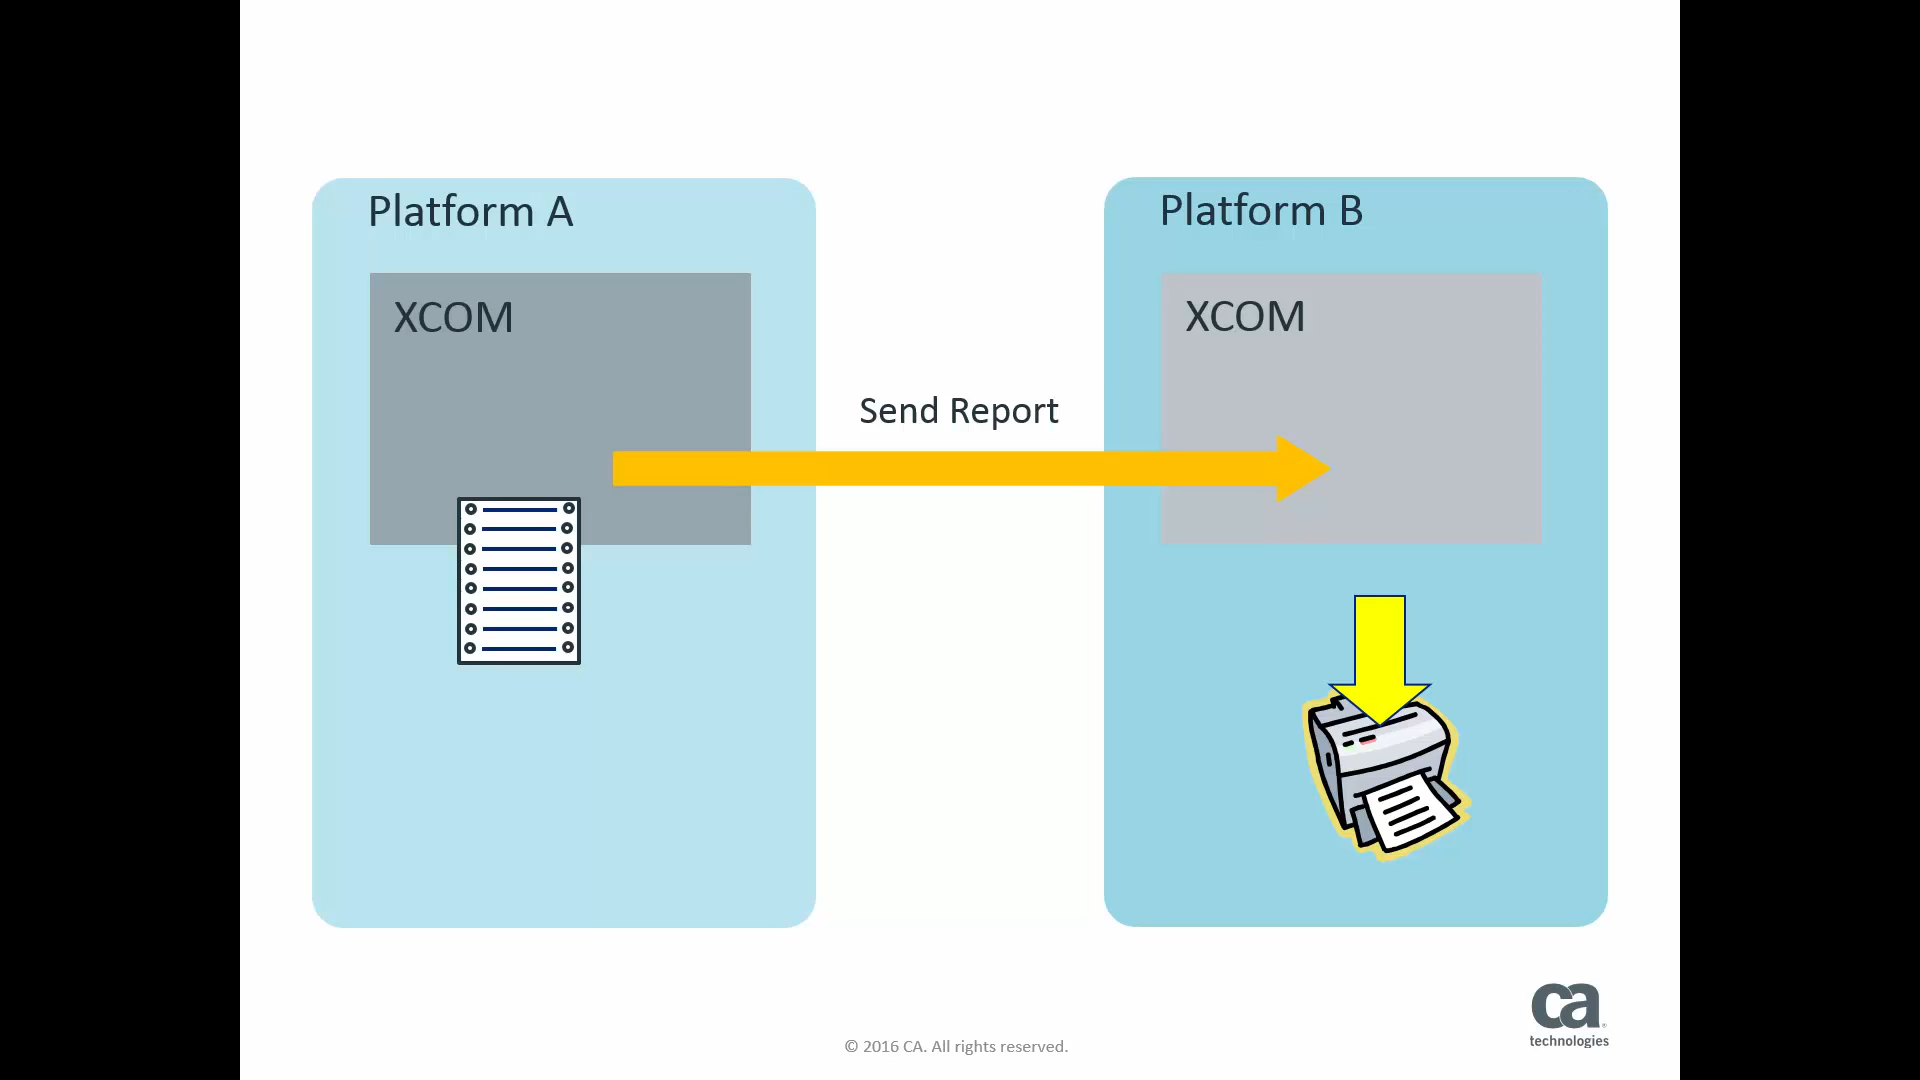 Platform A
Platform B
XCOM
XCOM
Send Report
ca
technologies
© 2016 CA. All rights reserved.